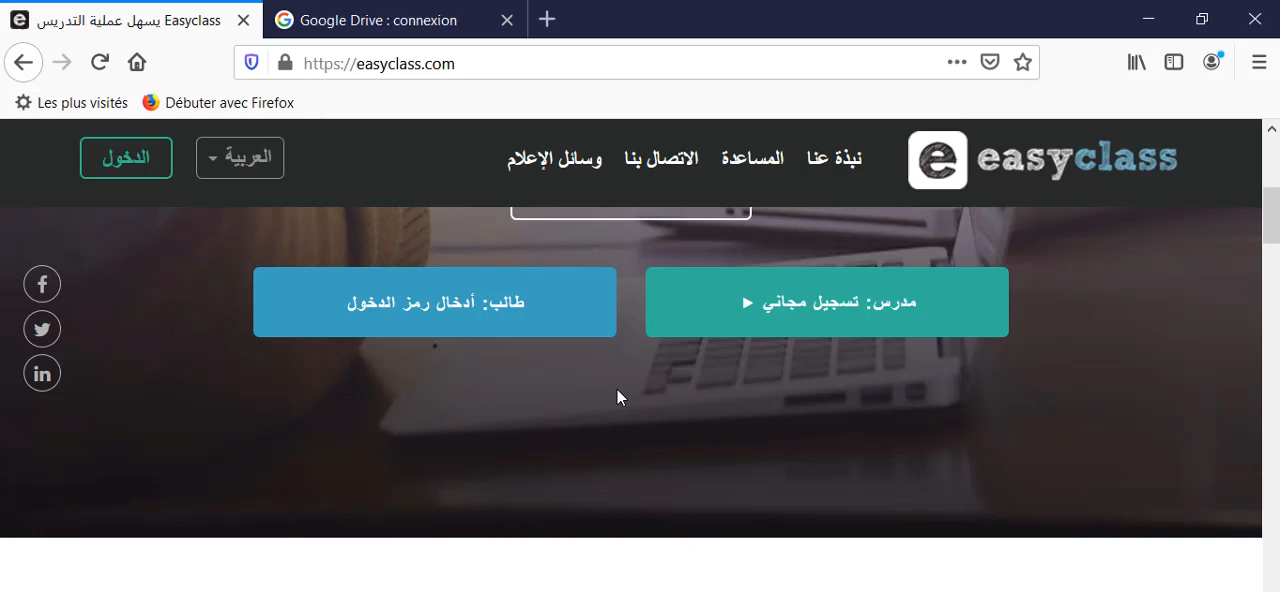 Easyclass يسهل عملية التدريس
Google Drive : connexion
https://easyclass.com
Les plus visités
Débuter avec Firefox
easyclass
نبذة عنا
المساعدة
الاتصال بنا
وسائل الإعلام
العربية
الدخول
مدرس: تسجيل مجاني ◄
طالب: أدخال رمز الدخول